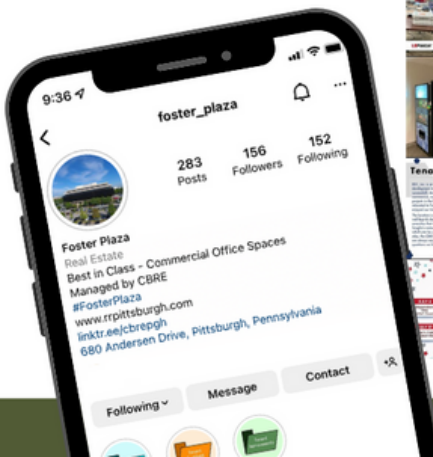 9:36
foster_plaza
283
Posts
156
Followers
152
Following
Foster Plaza
Real Estate
Best in Class - Commercial Office Spaces
Managed by CBRE
#FosterPlaza
www.rrpittsburgh.com
linktr.ee/cbrepgh
680 Andersen Drive, Pittsburgh, Pennsylvania
Following
Message
Contact